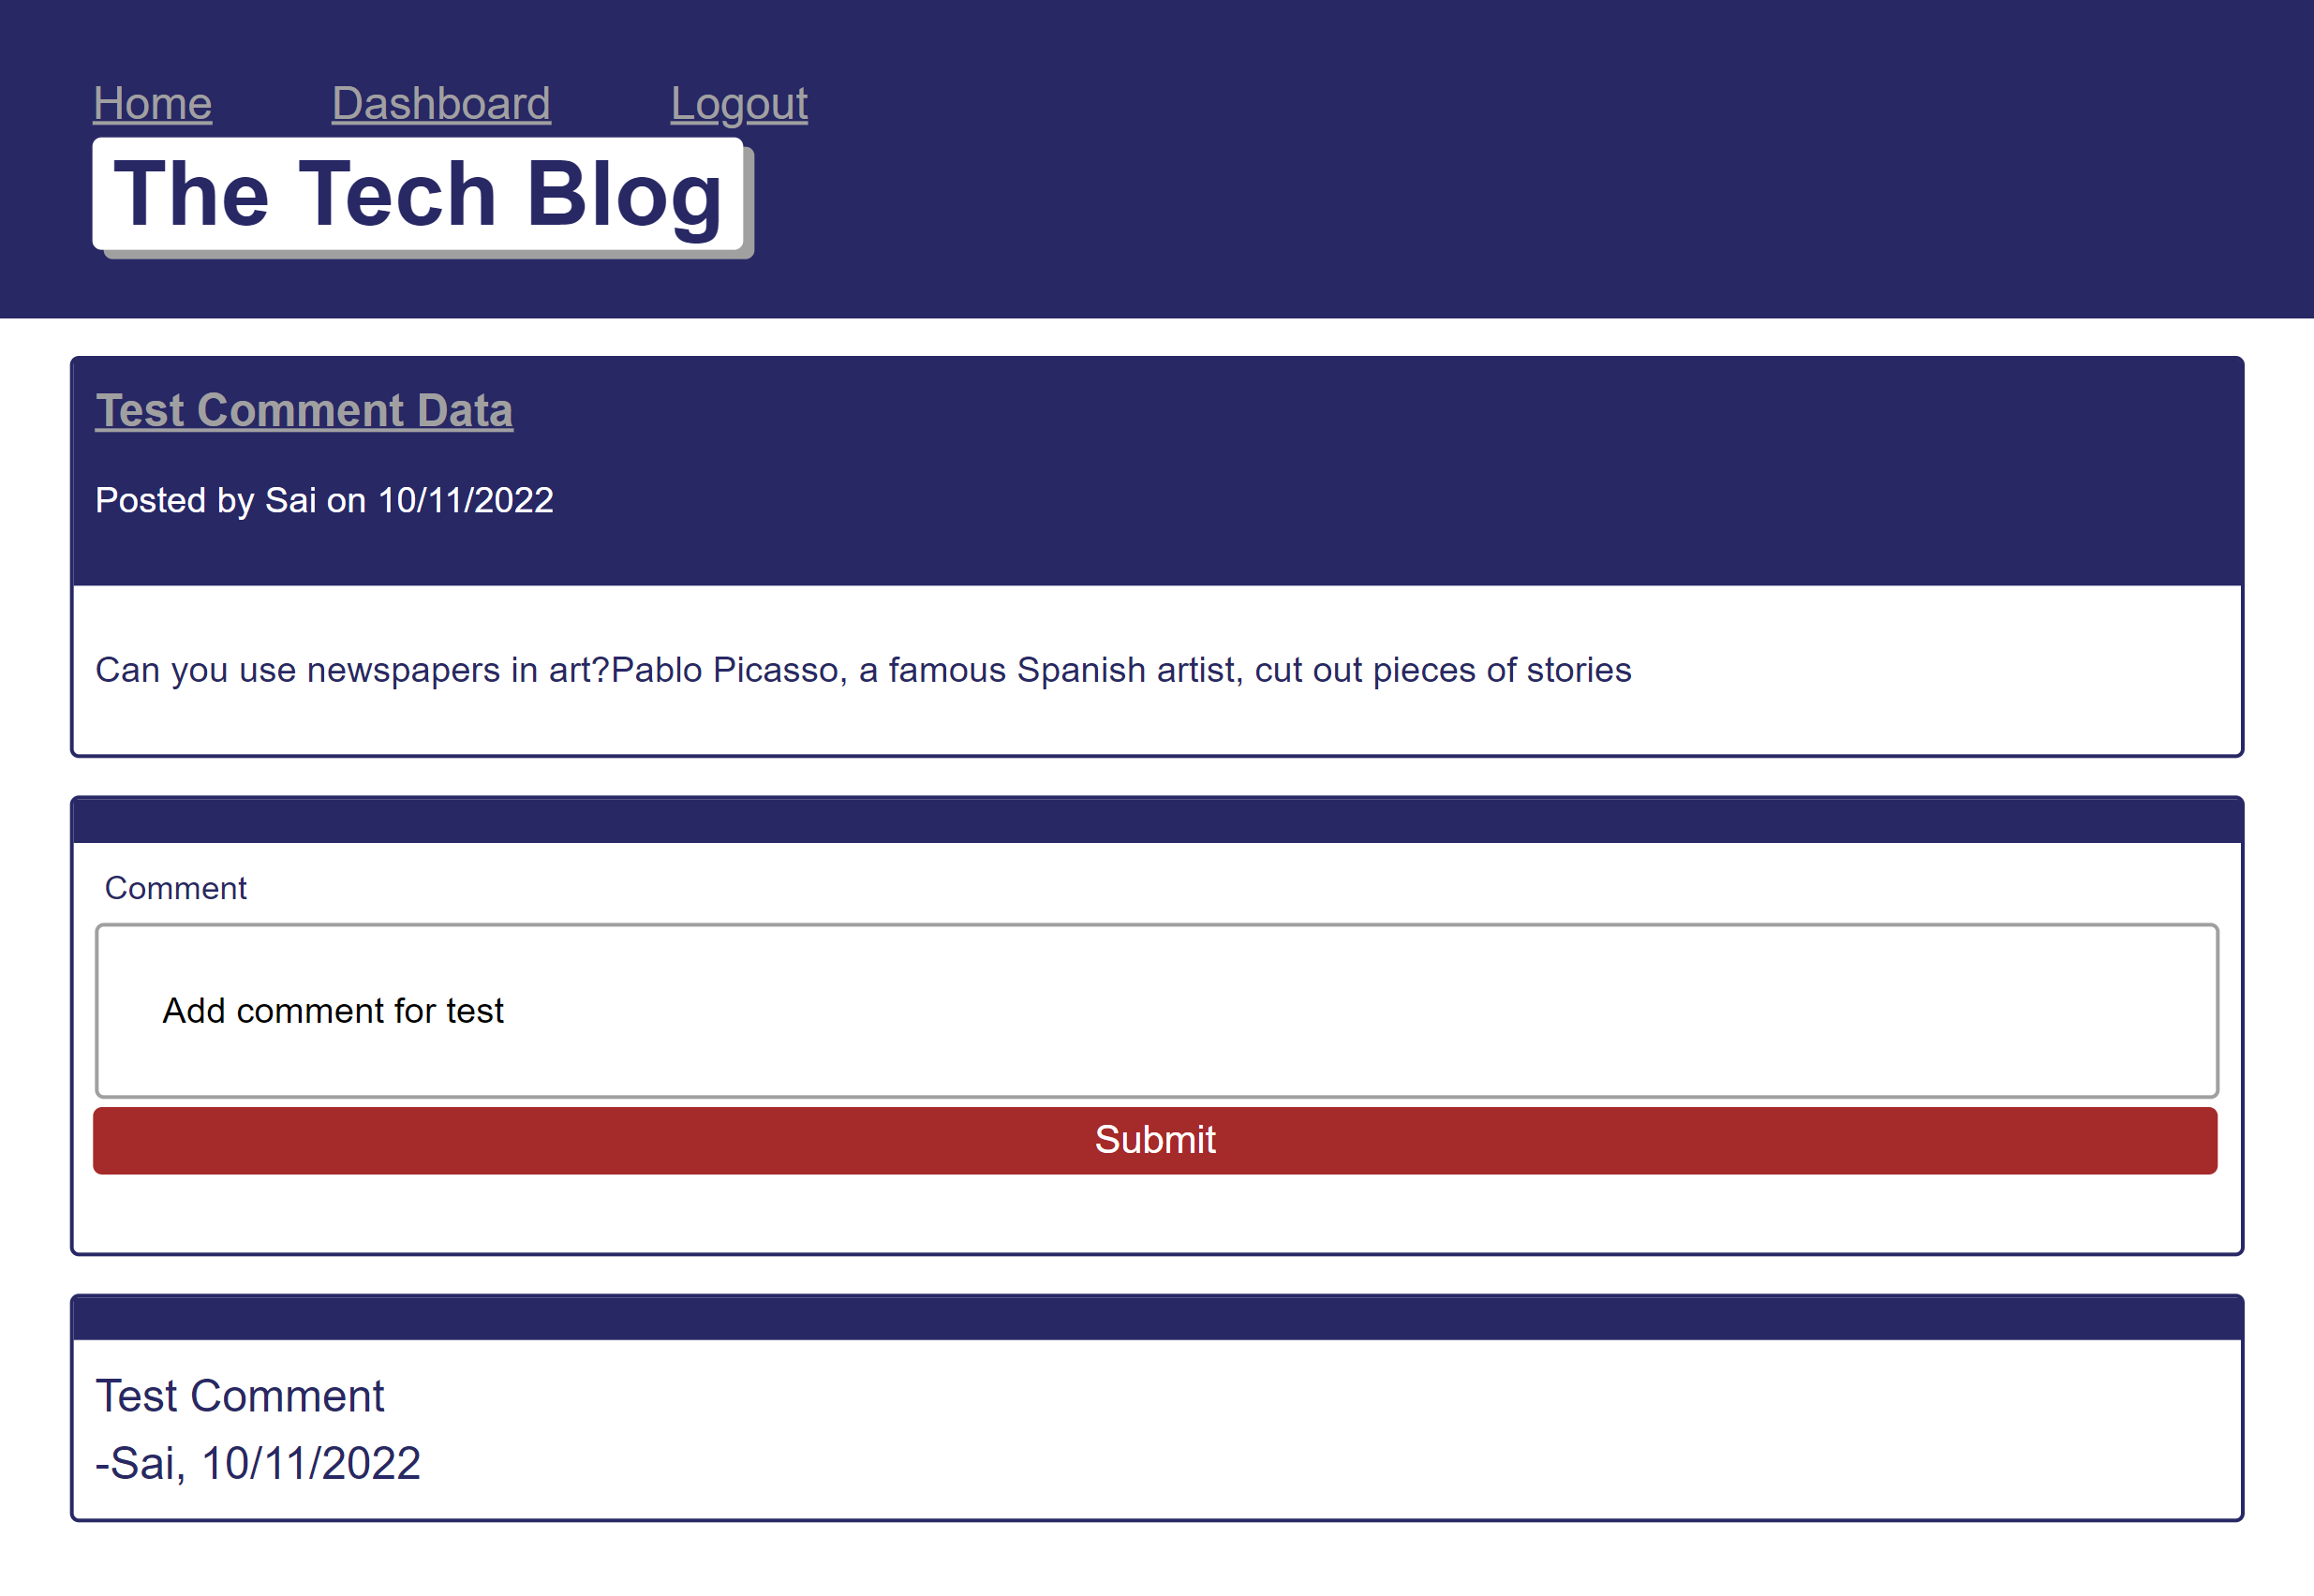 Home Dashboard Logout
The Tech Blog
Test Comment Data
Posted by Sai on 10/11/2022
Can you use newspapers in art?Pablo Picasso, a famous Spanish artist, cut out pieces of stories
Comment
Add comment for test
Submit
Test Comment
-Sai, 10/11/2022